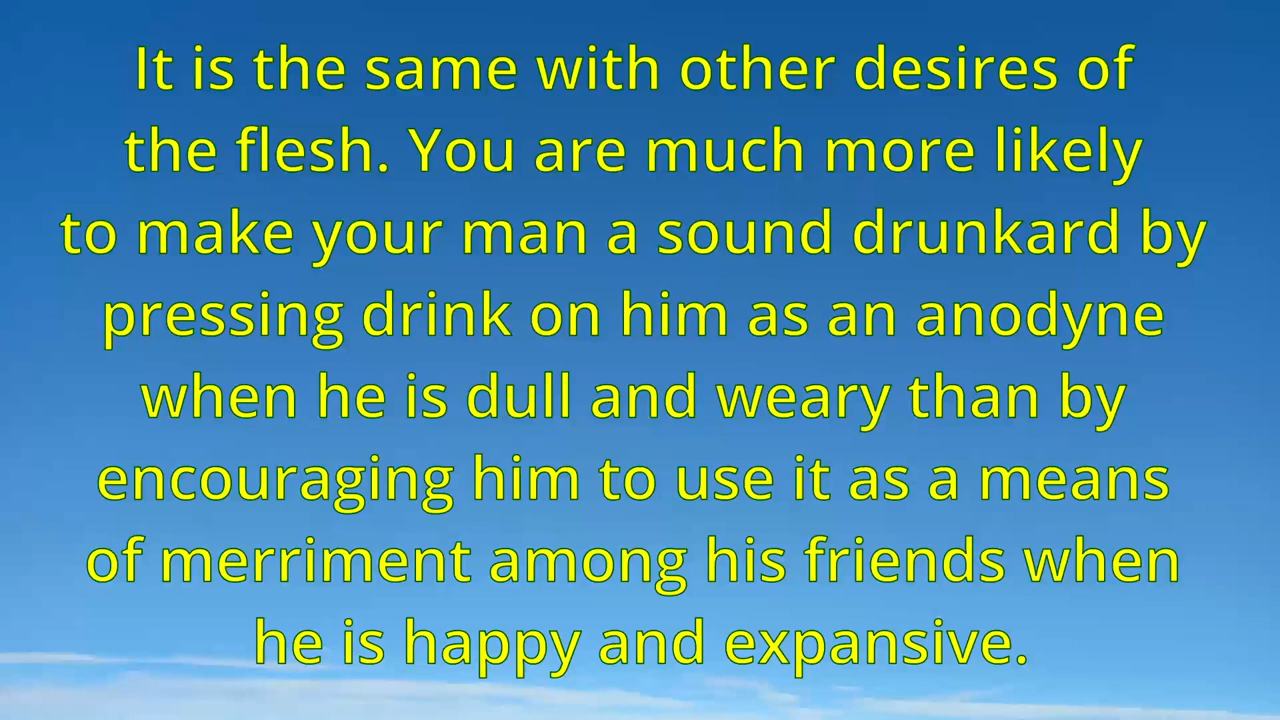 It is the same with other desires of
the flesh. You are much more likely
to make your man a sound drunkard by
pressing drink on him as an anodyne
when he is dull and weary than by
encouraging him to use it as a means
of merriment among his friends when
he is happy and expansive.